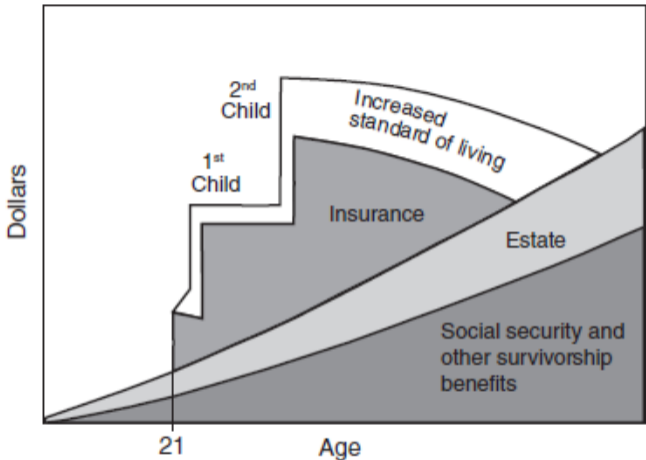 2nd
Child
1st
Child
Increased
standard of living
Insurance
Estate
Social security and
other survivorship
benefits
Dollars
21
Age